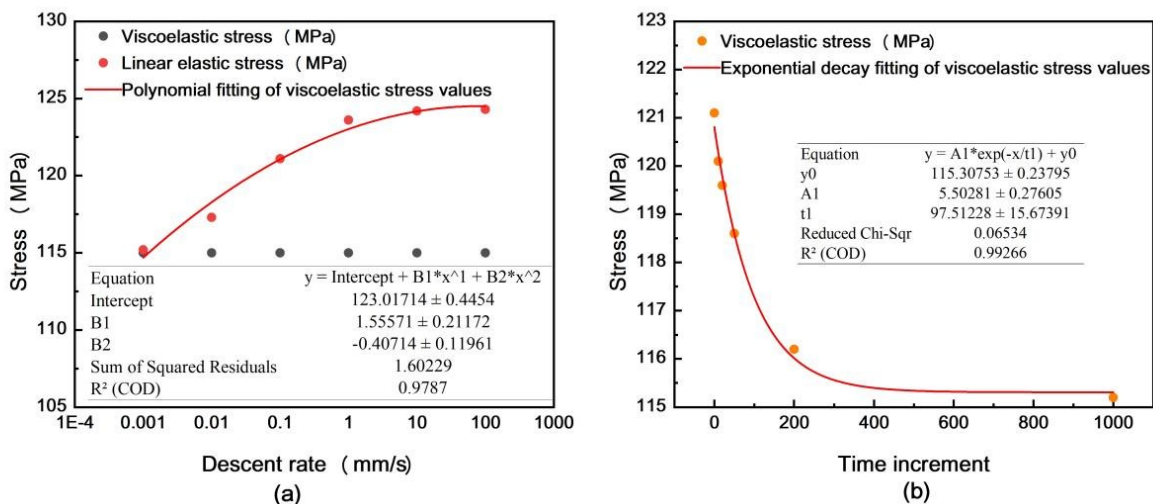 130
125
120
115
110
105
Stress （MPa）
Viscoelastic stress （MPa）
Linear elastic stress （MPa）
Polynomial fitting of viscoelastic stress values
Equation y = Intercept + B1*x^1 + B2*x^2
Intercept 123.01714 ± 0.4454
B1 1.55571 ± 0.21172
B2 -0.40714 ± 0.11961
Sum of Squared Residuals 1.60229
R² (COD) 0.9787
1E-4 0.001 0.01 0.1 1 10 100 1000
Descent rate （mm/s）
(a)
123
122
121
120
119
118
117
116
115
Stress （MPa）
Viscoelastic stress （MPa）
Exponential decay fitting of viscoelastic stress values
Equation y = A1*exp(-x/t1) + y0
y0 115.30753 ± 0.23795
A1 5.50281 ± 0.27605
t1 97.51228 ± 15.67391
Reduced Chi-Sqr 0.06534
R² (COD) 0.99266
0 200 400 600 800 1000
Time increment
(b)